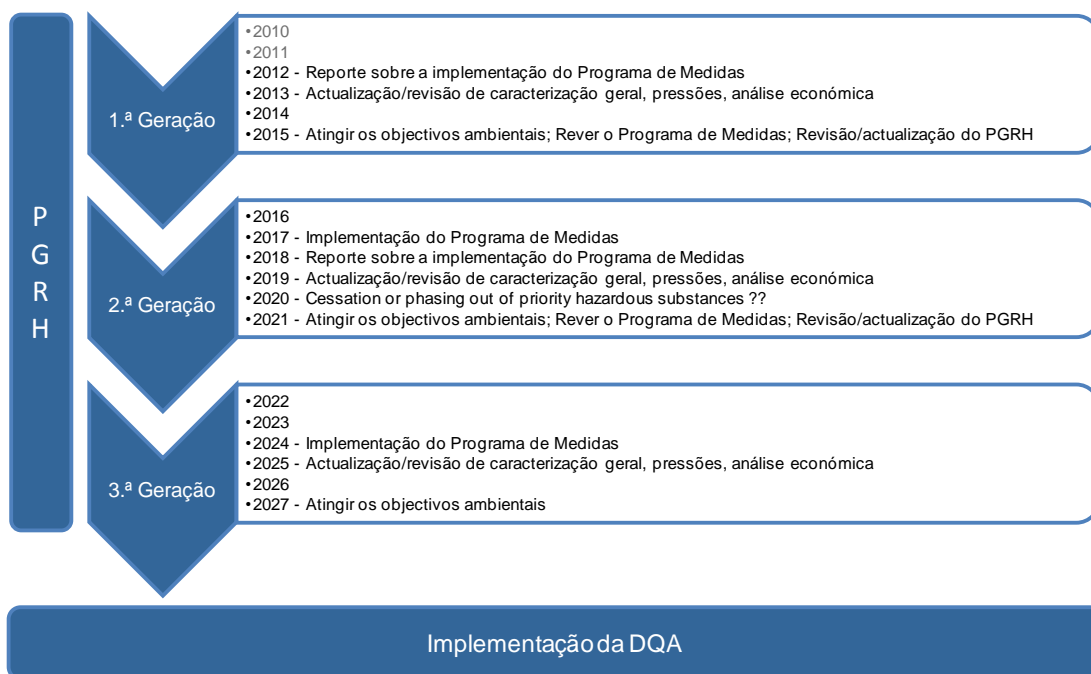 PGRH
1.ª Geração
•2010
•2011
•2012 - Reporte sobre a implementação do Programa de Medidas
•2013 - Actualização/revisão de caracterização geral, pressões, análise económica
•2014
•2015 - Atingir os objectivos ambientais; Rever o Programa de Medidas; Revisão/actualização do PGRH
2.ª Geração
•2016
•2017 - Implementação do Programa de Medidas
•2018 - Reporte sobre a implementação do Programa de Medidas
•2019 - Actualização/revisão de caracterização geral, pressões, análise económica
•2020 - Cessation or phasing out of priority hazardous substances ??
•2021 - Atingir os objectivos ambientais; Rever o Programa de Medidas; Revisão/actualização do PGRH
3.ª Geração
•2022
•2023
•2024 - Implementação do Programa de Medidas
•2025 - Actualização/revisão de caracterização geral, pressões, análise económica
•2026
•2027 - Atingir os objectivos ambientais
Implementação da DQA